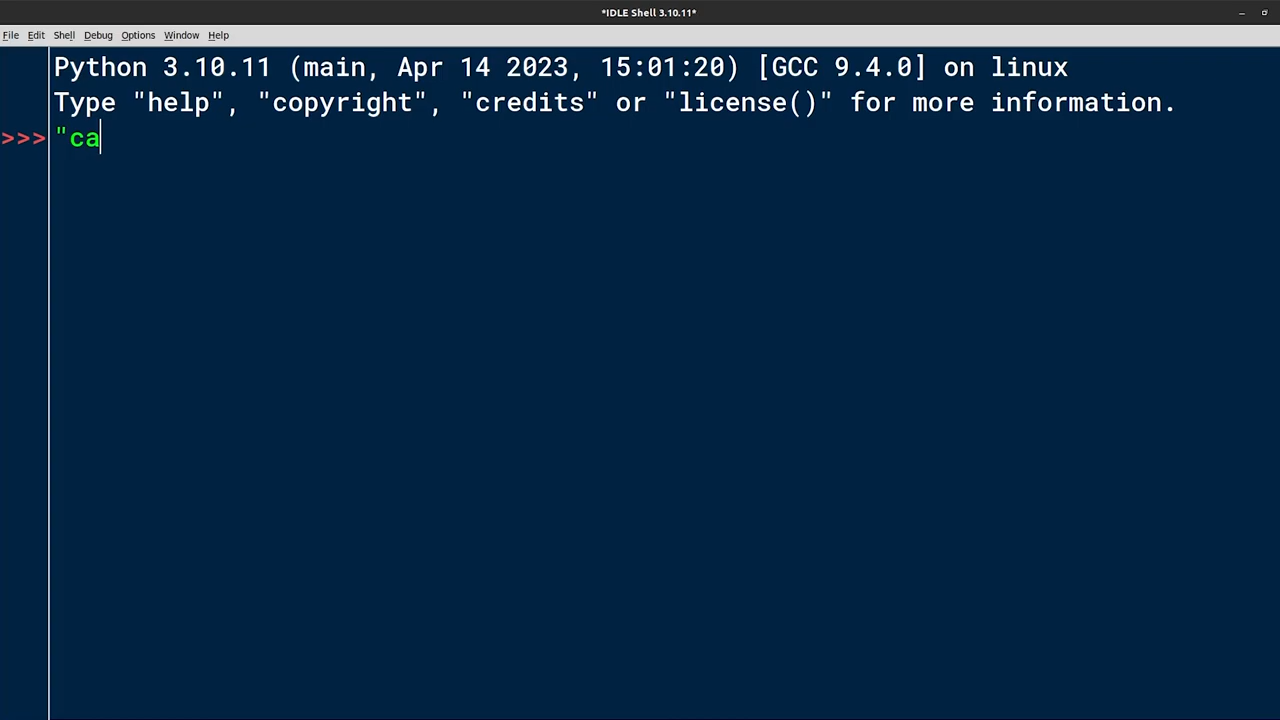 *IDLE Shell 3.10.11*
File Edit Shell Debug Options Window Help
Python 3.10.11 (main, Apr 14 2023, 15:01:20) [GCC 9.4.0] on linux
Type "help", "copyright", "credits" or "license()" for more information.
>>> "ca